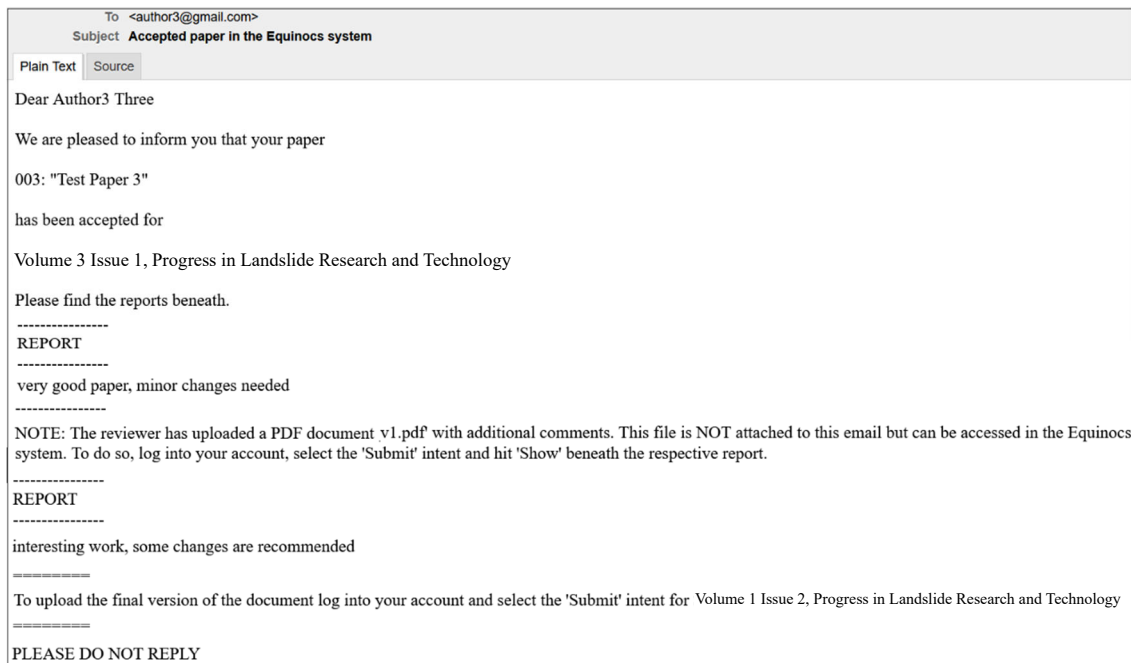 To <author3@gmail.com>
Subject Accepted paper in the Equinocs system
Plain Text Source
Dear Author3 Three
We are pleased to inform you that your paper
003: "Test Paper 3"
has been accepted for
Volume 3 Issue 1, Progress in Landslide Research and Technology
Please find the reports beneath.
----------------
REPORT
----------------
very good paper, minor changes needed
----------------
NOTE: The reviewer has uploaded a PDF document v1.pdf' with additional comments. This file is NOT attached to this email but can be accessed in the Equinocs
system. To do so, log into your account, select the 'Submit' intent and hit 'Show' beneath the respective report.
----------------
REPORT
----------------
interesting work, some changes are recommended
========
To upload the final version of the document log into your account and select the 'Submit' intent for Volume 1 Issue 2, Progress in Landslide Research and Technology
========
PLEASE DO NOT REPLY